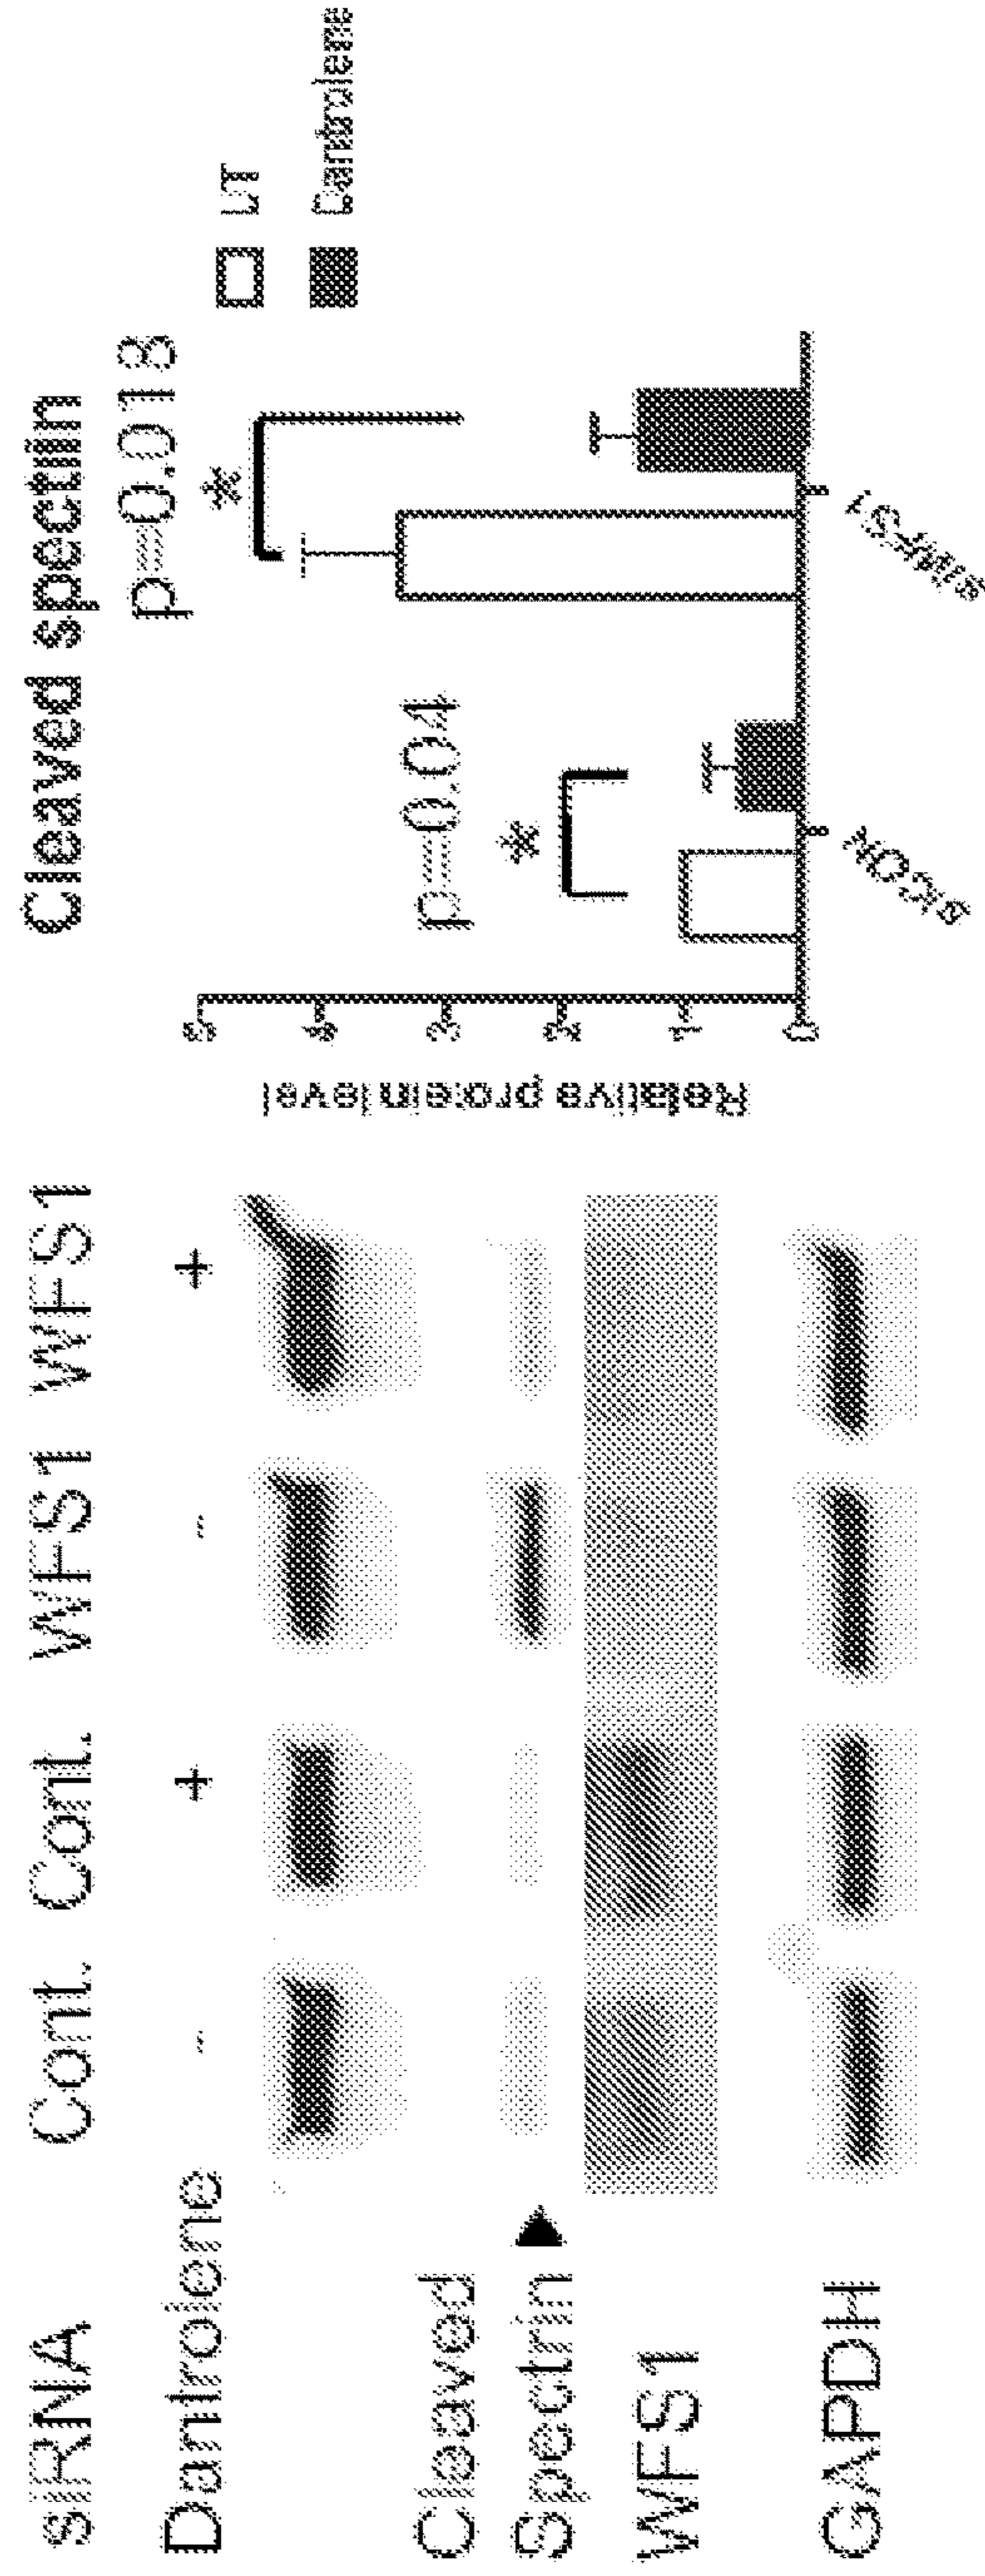 siRNA Cont. Cont. WFS1 WFS1
Dantrolene - + - +
Cleaved
Spectrin
WFS1
GAPDH
Cleaved spectiin
p=0.018
*
p=0.04
*
UT
Dantrolene
Relative protein level
5
4
3
2
1
0
siCON
siWFS1